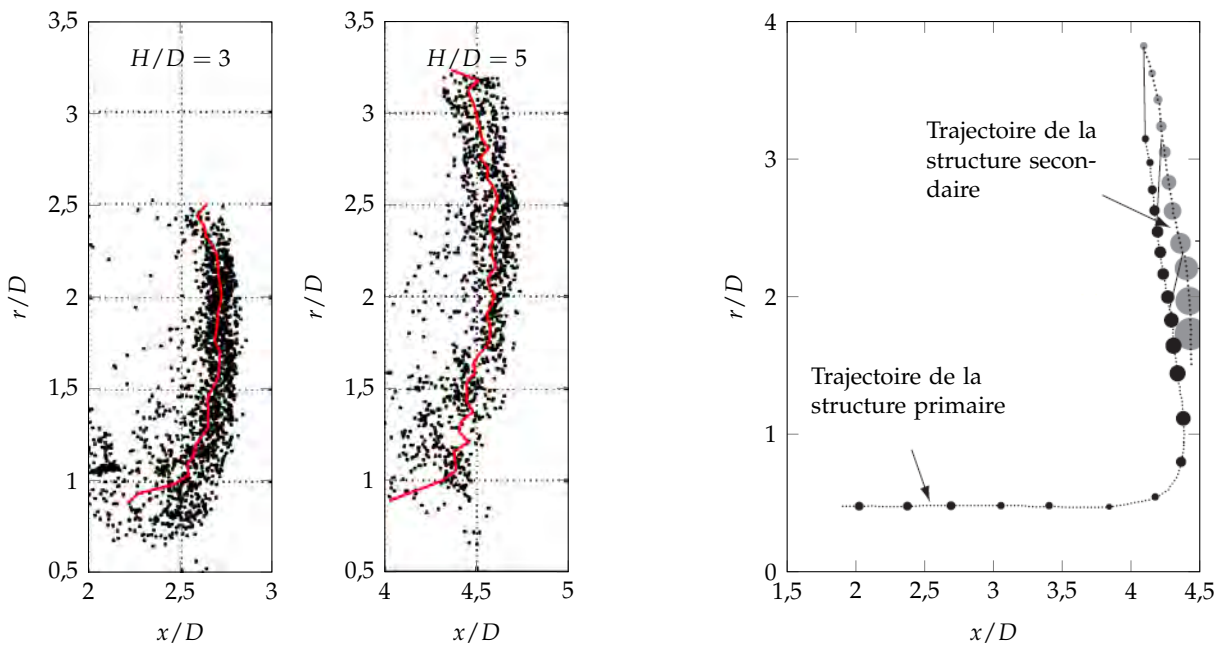 3,5
3
2,5
2
1,5
1
0,5
2
2,5
3
H/D = 3
r/D
x/D
3,5
3
2,5
2
1,5
1
0,5
4
4,5
5
H/D = 5
r/D
x/D
4
3
2
1
0
1,5
2
2,5
3
3,5
4
4,5
r/D
x/D
Trajectoire de la
structure secon-
daire
Trajectoire de la
structure primaire